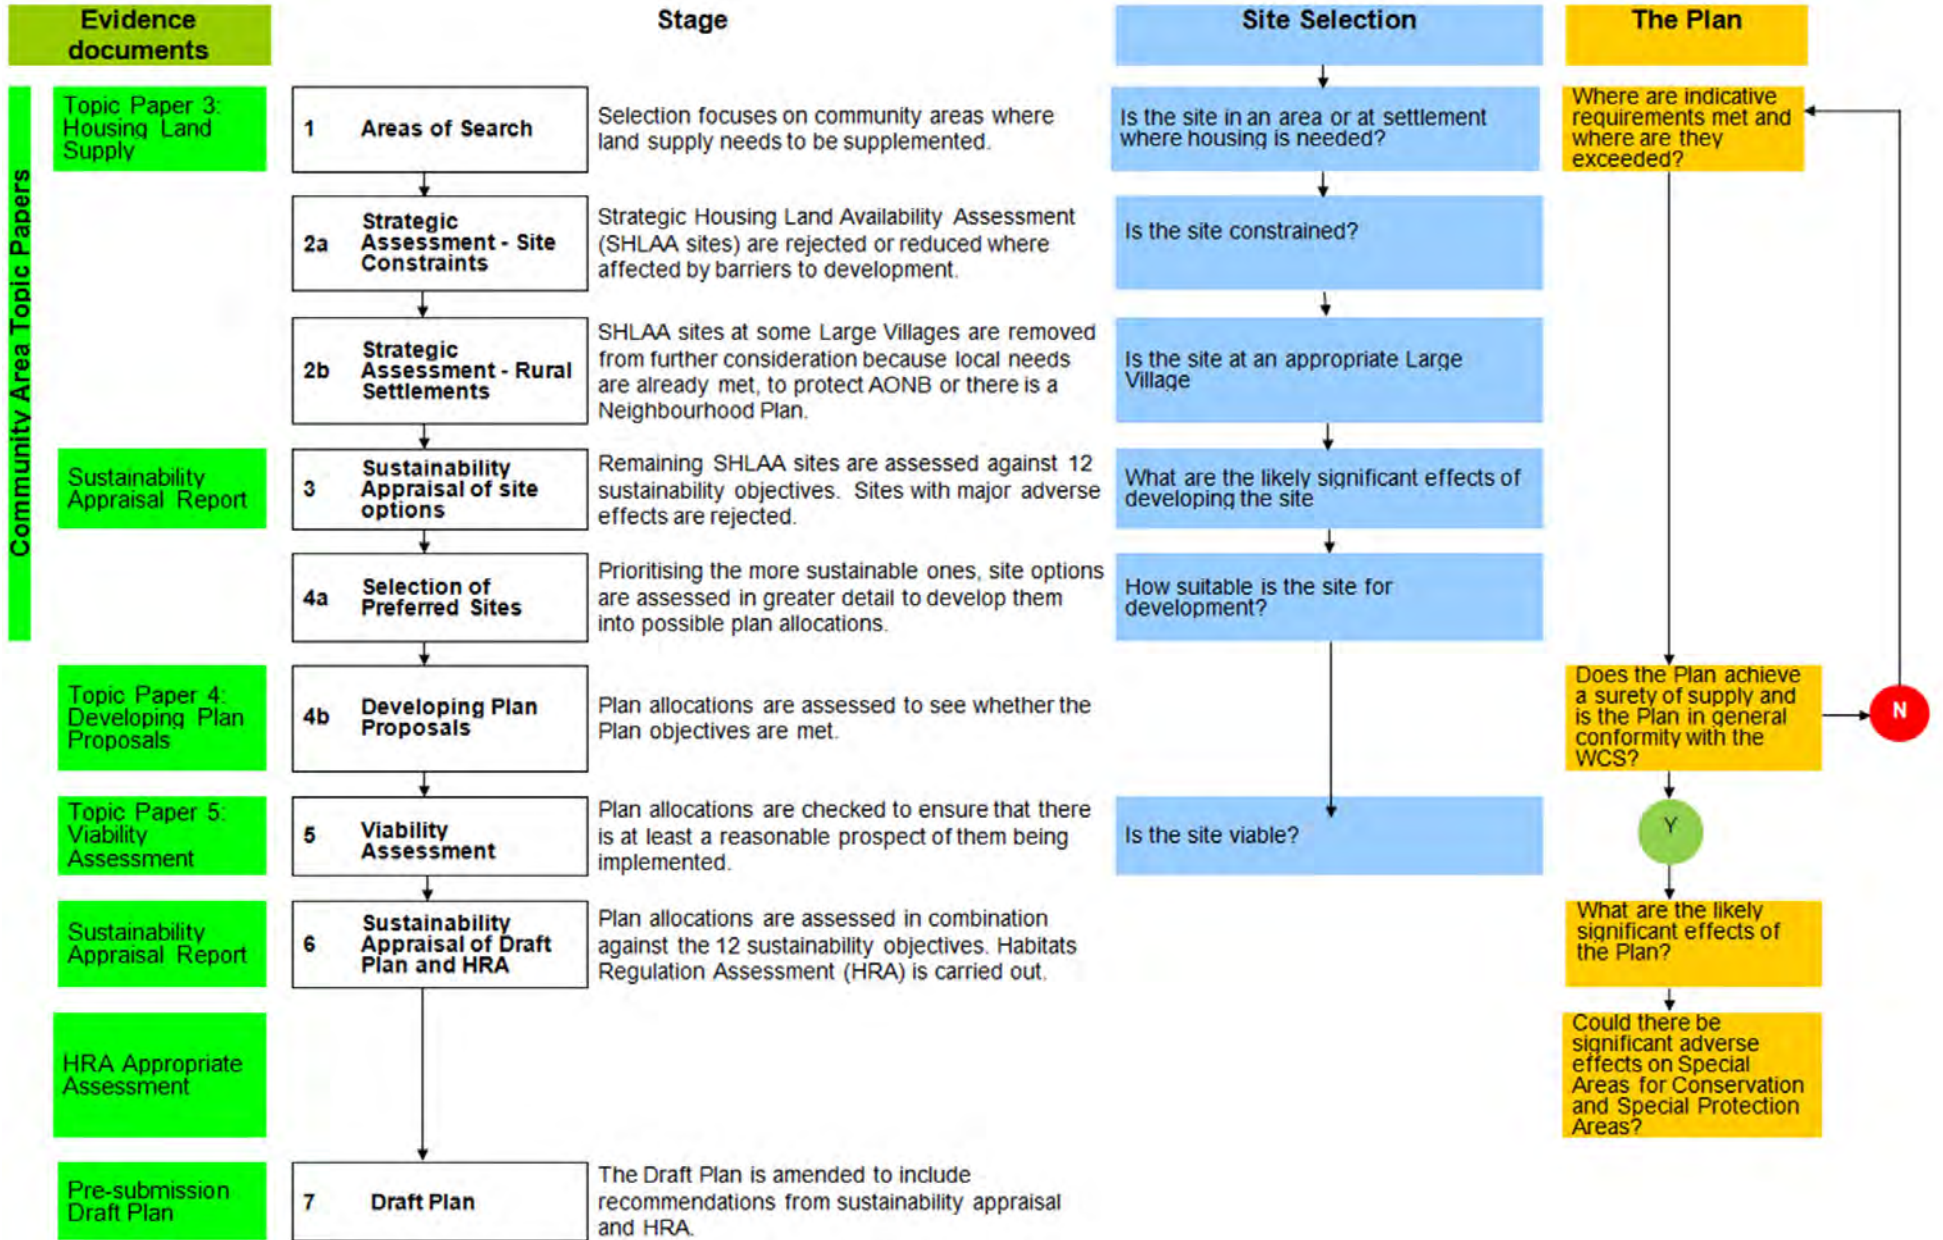 Evidence
documents
Stage
Site Selection
The Plan
Community Area Topic Papers
Topic Paper 3:
Housing Land
Supply
1 Areas of Search
Selection focuses on community areas where
land supply needs to be supplemented.
Is the site in an area or at settlement
where housing is needed?
Where are indicative
requirements met and
where are they
exceeded?
2a Strategic
Assessment - Site
Constraints
Strategic Housing Land Availability Assessment
(SHLAA sites) are rejected or reduced where
affected by barriers to development.
Is the site constrained?
2b Strategic
Assessment - Rural
Settlements
SHLAA sites at some Large Villages are removed
from further consideration because local needs
are already met, to protect AONB or there is a
Neighbourhood Plan.
Is the site at an appropriate Large
Village
Sustainability
Appraisal Report
3 Sustainability
Appraisal of site
options
Remaining SHLAA sites are assessed against 12
sustainability objectives. Sites with major adverse
effects are rejected.
What are the likely significant effects of
developing the site
4a Selection of
Preferred Sites
Prioritising the more sustainable ones, site options
are assessed in greater detail to develop them
into possible plan allocations.
How suitable is the site for
development?
Topic Paper 4:
Developing Plan
Proposals
4b Developing Plan
Proposals
Plan allocations are assessed to see whether the
Plan objectives are met.
Does the Plan achieve
a surety of supply and
is the Plan in general
conformity with the
WCS?
N
Topic Paper 5:
Viability
Assessment
5 Viability
Assessment
Plan allocations are checked to ensure that there
is at least a reasonable prospect of them being
implemented.
Is the site viable?
Y
Sustainability
Appraisal Report
6 Sustainability
Appraisal of Draft
Plan and HRA
Plan allocations are assessed in combination
against the 12 sustainability objectives. Habitats
Regulation Assessment (HRA) is carried out.
What are the likely
significant effects of
the Plan?
HRA Appropriate
Assessment
Could there be
significant adverse
effects on Special
Areas for Conservation
and Special Protection
Areas?
Pre-submission
Draft Plan
7 Draft Plan
The Draft Plan is amended to include
recommendations from sustainability appraisal
and HRA.